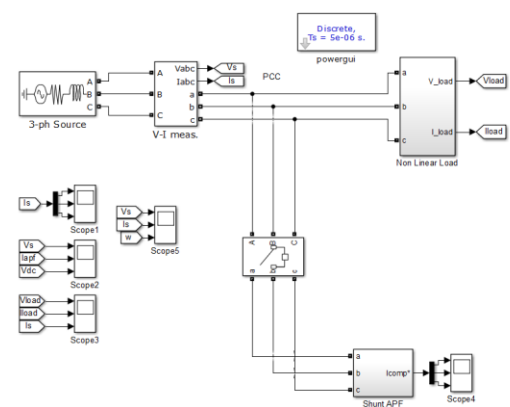 Discrete,
Ts = 5e-06 s.
powergui
A
B
C
3-ph Source
A
B
C
Vabc
Iabc
a
b
c
V-I meas.
Vs
Is
PCC
a
b
c
V_load
I_load
Non Linear Load
Vload
Iload
Is
Scope1
Vs
Iapf
Vdc
Scope2
Vload
Iload
Is
Scope3
Vs
Is
w
Scope5
A
B
C
a
b
c
a
b
c
Icomp*
Shunt APF
Scope4